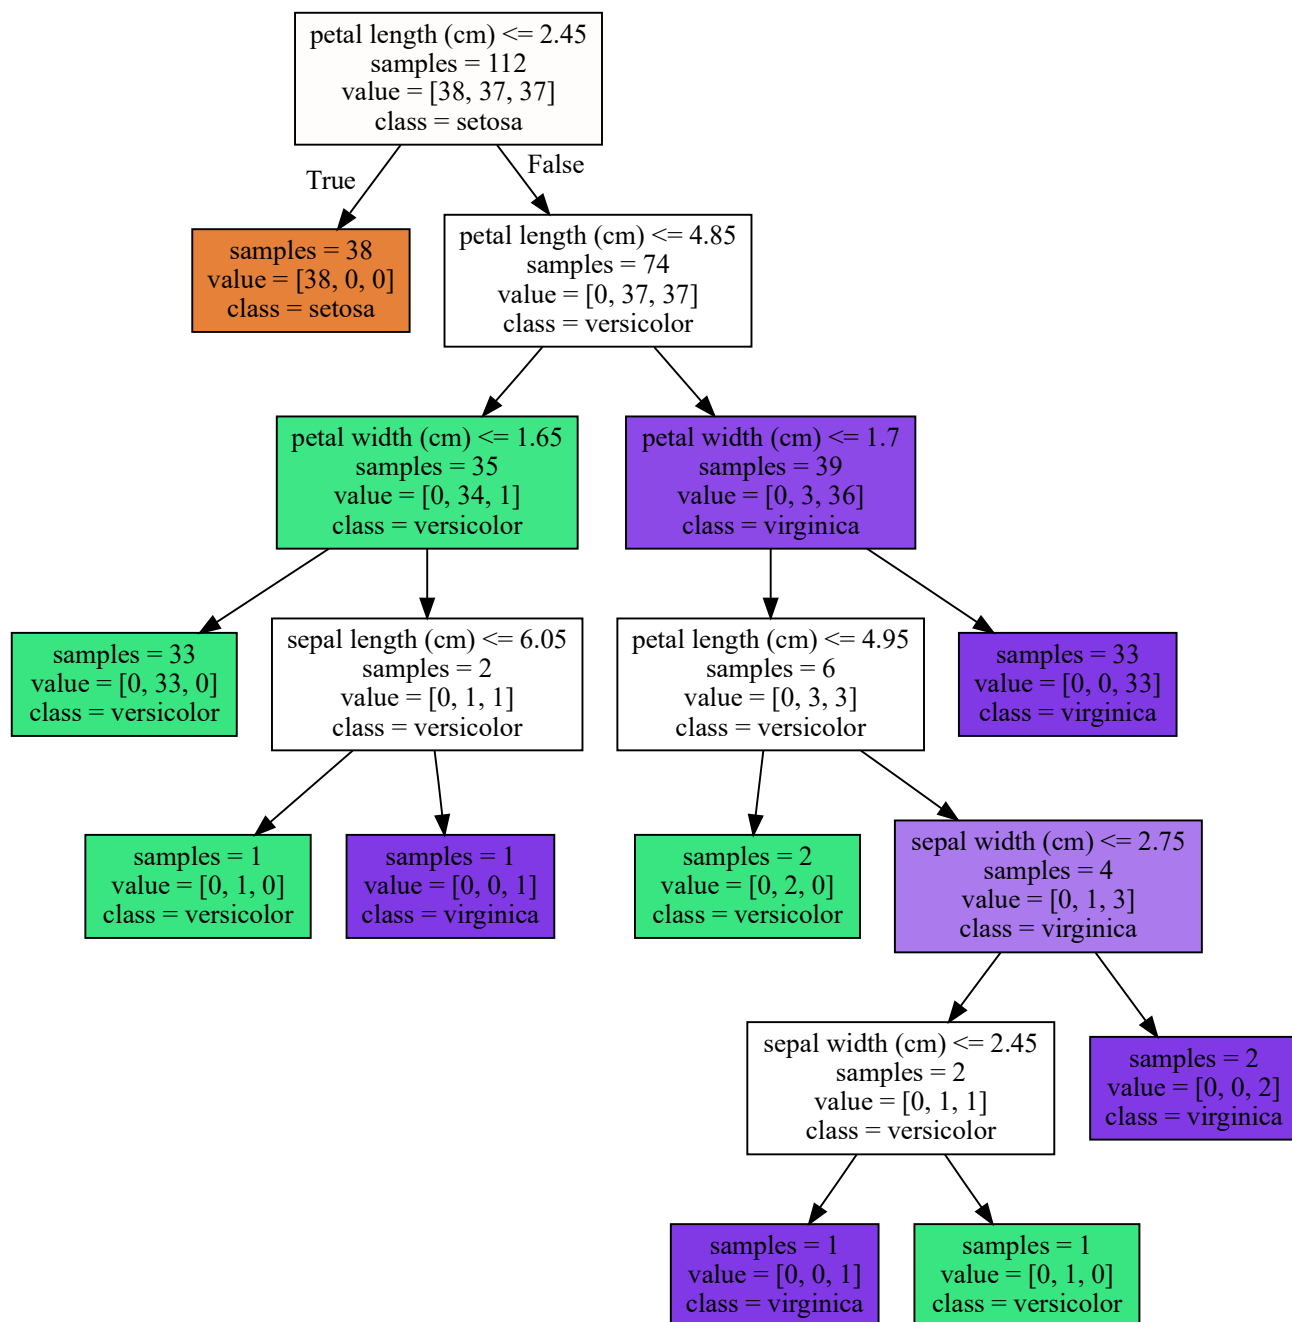 petal length (cm) <= 2.45
samples = 112
value = [38, 37, 37]
class = setosa
True
False
samples = 38
value = [38, 0, 0]
class = setosa
petal length (cm) <= 4.85
samples = 74
value = [0, 37, 37]
class = versicolor
petal width (cm) <= 1.65
samples = 35
value = [0, 34, 1]
class = versicolor
petal width (cm) <= 1.7
samples = 39
value = [0, 3, 36]
class = virginica
samples = 33
value = [0, 33, 0]
class = versicolor
sepal length (cm) <= 6.05
samples = 2
value = [0, 1, 1]
class = versicolor
petal length (cm) <= 4.95
samples = 6
value = [0, 3, 3]
class = versicolor
samples = 33
value = [0, 0, 33]
class = virginica
samples = 1
value = [0, 1, 0]
class = versicolor
samples = 1
value = [0, 0, 1]
class = virginica
samples = 2
value = [0, 2, 0]
class = versicolor
sepal width (cm) <= 2.75
samples = 4
value = [0, 1, 3]
class = virginica
sepal width (cm) <= 2.45
samples = 2
value = [0, 1, 1]
class = versicolor
samples = 2
value = [0, 0, 2]
class = virginica
samples = 1
value = [0, 0, 1]
class = virginica
samples = 1
value = [0, 1, 0]
class = versicolor